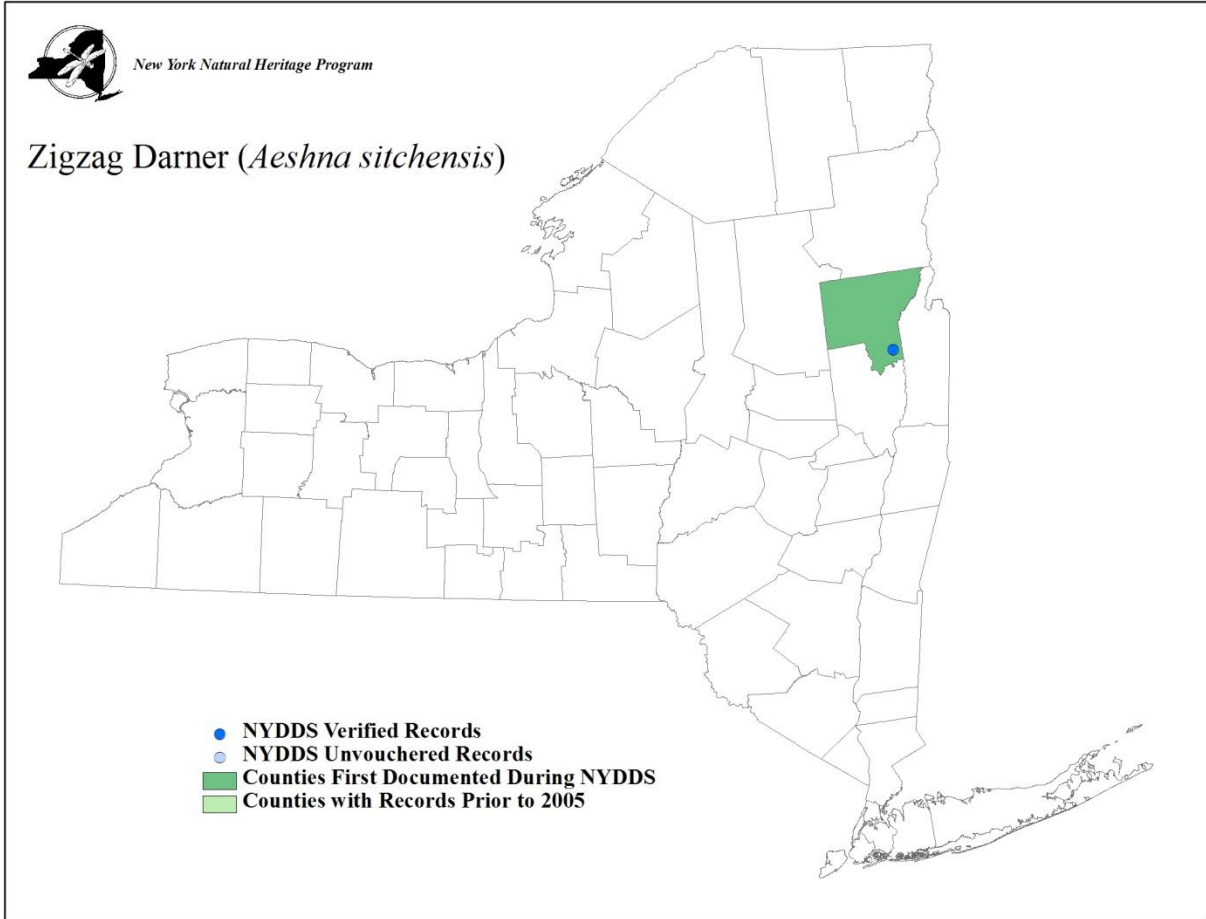 New York Natural Heritage Program
Zigzag Darner (Aeshna sitchensis)
NYDDS Verified Records
NYDDS Unvouchered Records
Counties First Documented During NYDDS
Counties with Records Prior to 2005